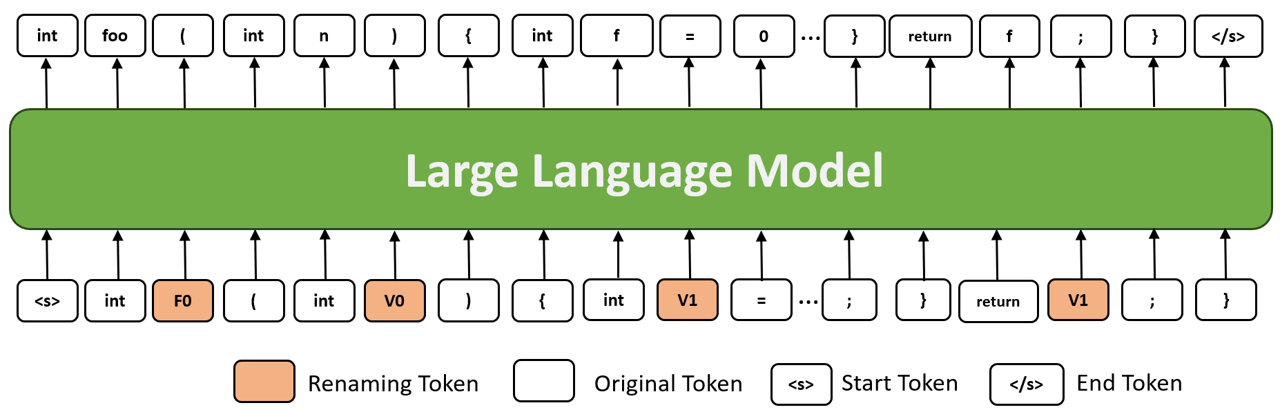 int foo ( int n ) { int f = 0 ... } return f ; } </s>
Large Language Model
<s> int F0 ( int V0 ) { int V1 = ... ; } return V1 ; }
Renaming Token Original Token <s> Start Token </s> End Token